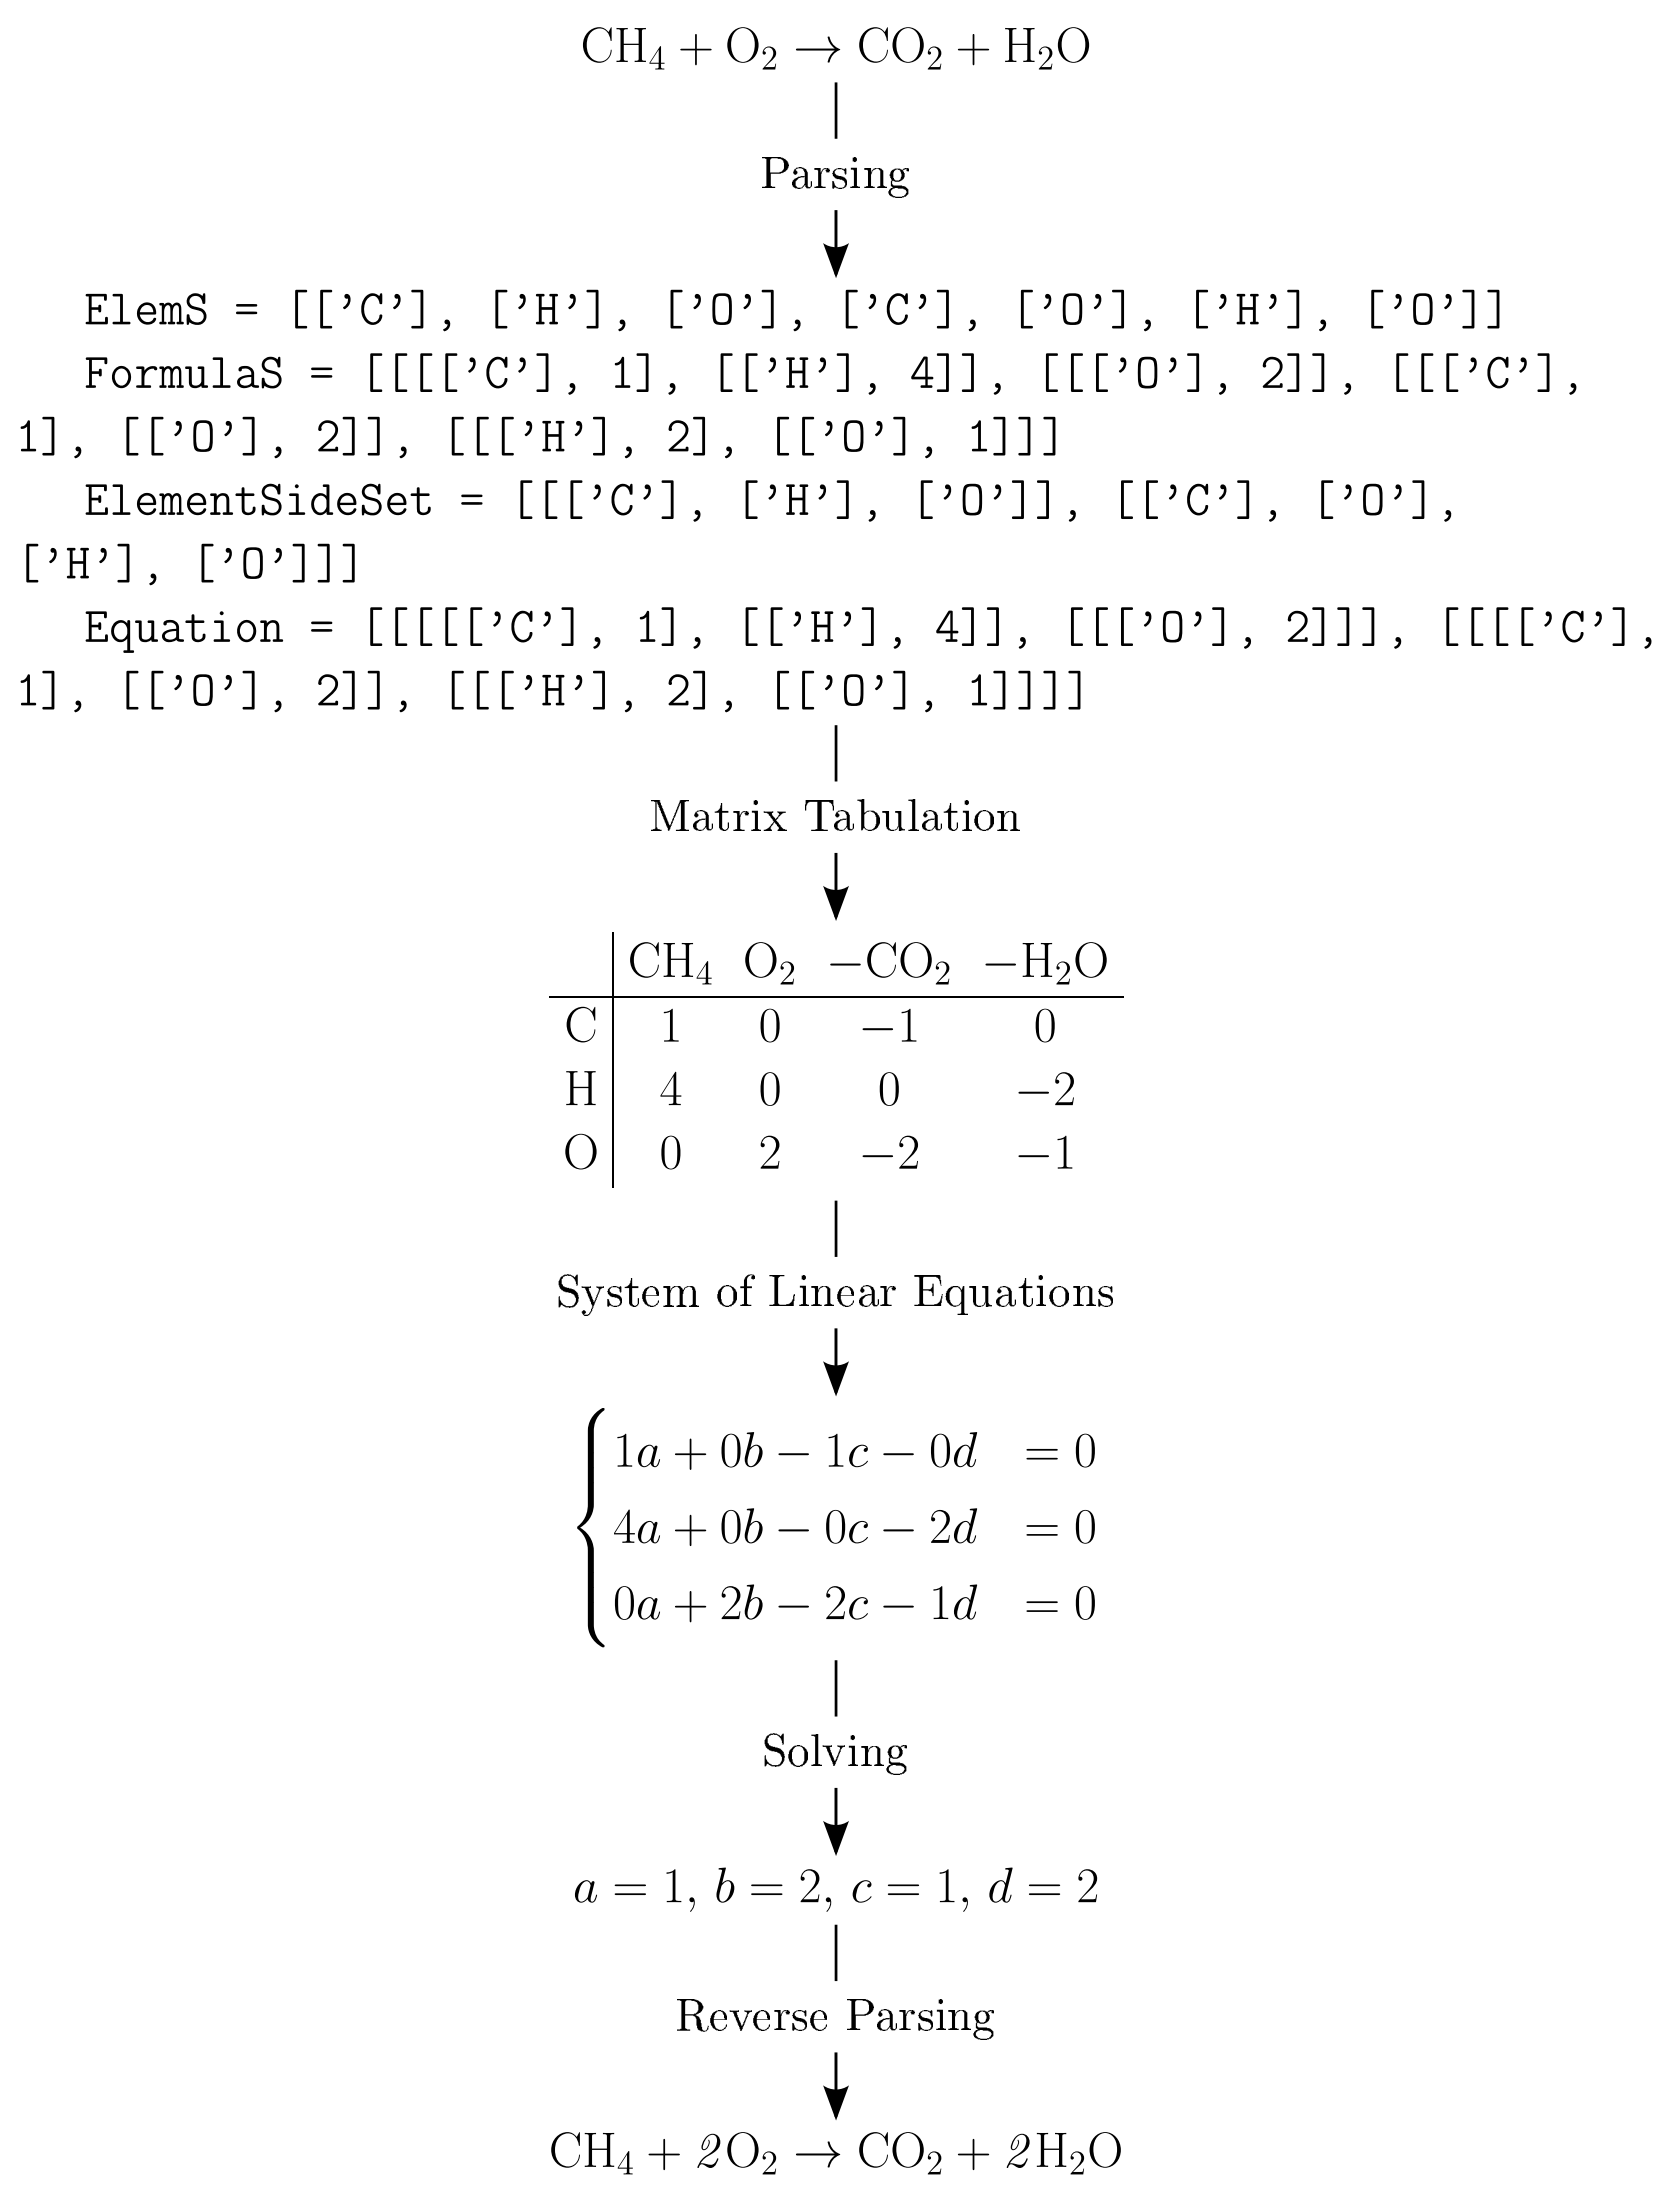 CH₄ + O₂ → CO₂ + H₂O
Parsing
ElemS = [['C'], ['H'], ['O'], ['C'], ['O'], ['H'], ['O']]
FormulaS = [[[['C'], 1], [['H'], 4]], [[['O'], 2]], [[['C'],
1], [['O'], 2]], [[['H'], 2], [['O'], 1]]]
ElementSideSet = [[['C'], ['H'], ['O']], [['C'], ['O'],
['H'], ['O']]]
Equation = [[[[['C'], 1], [['H'], 4]], [[['O'], 2]]], [[[['C'],
1], [['O'], 2]], [[['H'], 2], [['O'], 1]]]]
Matrix Tabulation
CH₄ O₂ −CO₂ −H₂O
C 1 0 −1 0
H 4 0 0 −2
O 0 2 −2 −1
System of Linear Equations
1a + 0b − 1c − 0d = 0
4a + 0b − 0c − 2d = 0
0a + 2b − 2c − 1d = 0
Solving
a = 1, b = 2, c = 1, d = 2
Reverse Parsing
CH₄ + 2O₂ → CO₂ + 2H₂O